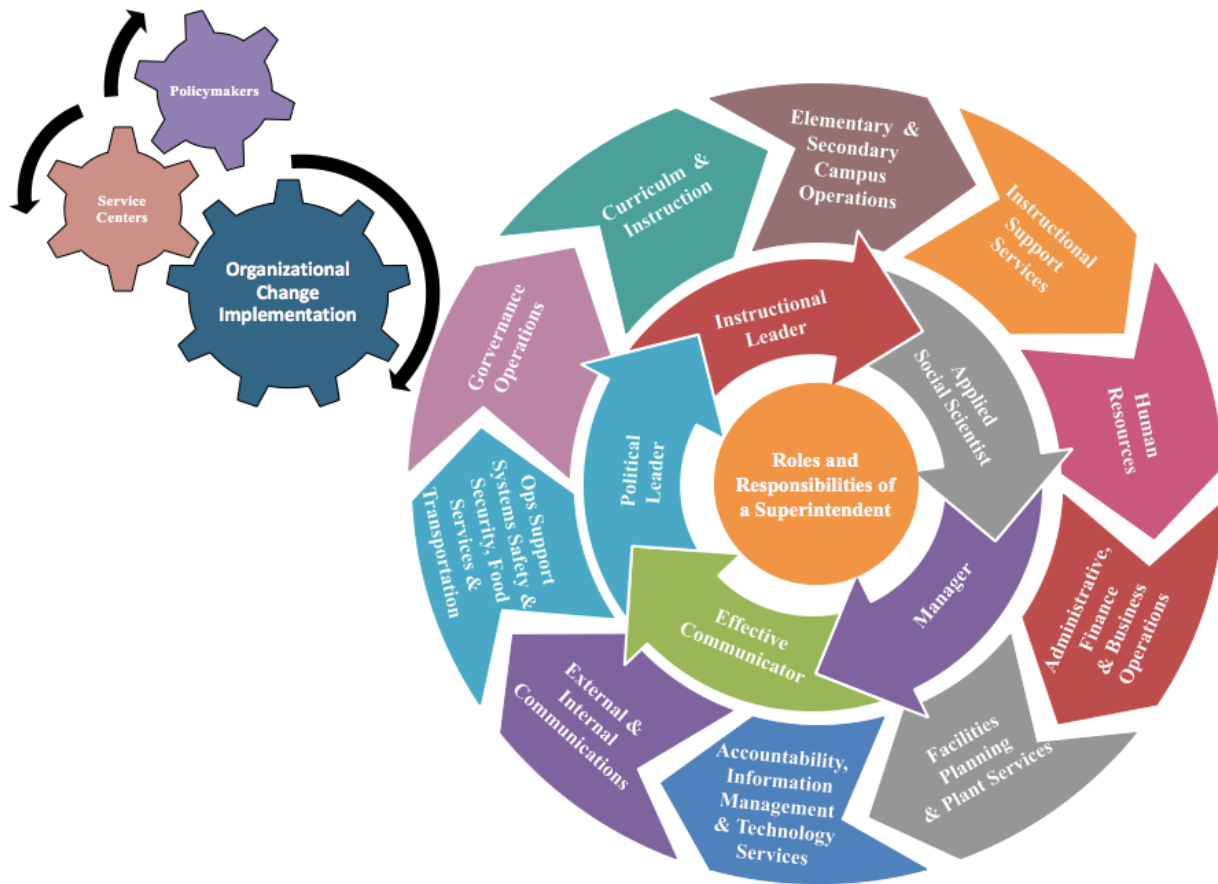 Policymakers
Service
Centers
Organizational
Change
Implementation
Elementary &
Secondary
Campus
Operations
Instructional
Support
Services
Human
Resources
Administrative,
Finance
& Business
Operations
Facilities
Planning
& Plant Services
Accountability,
Information
Management
& Technology
Services
External &
Internal
Communications
Ops Support
Systems Safety &
Security, Food
Services &
Transportation
Gorvernance
Operations
Curriculm &
Instruction
Instructional
Leader
Applied
Social Scientist
Manager
Effective
Communicator
Political
Leader
Roles and
Responsibilities of
a Superintendent